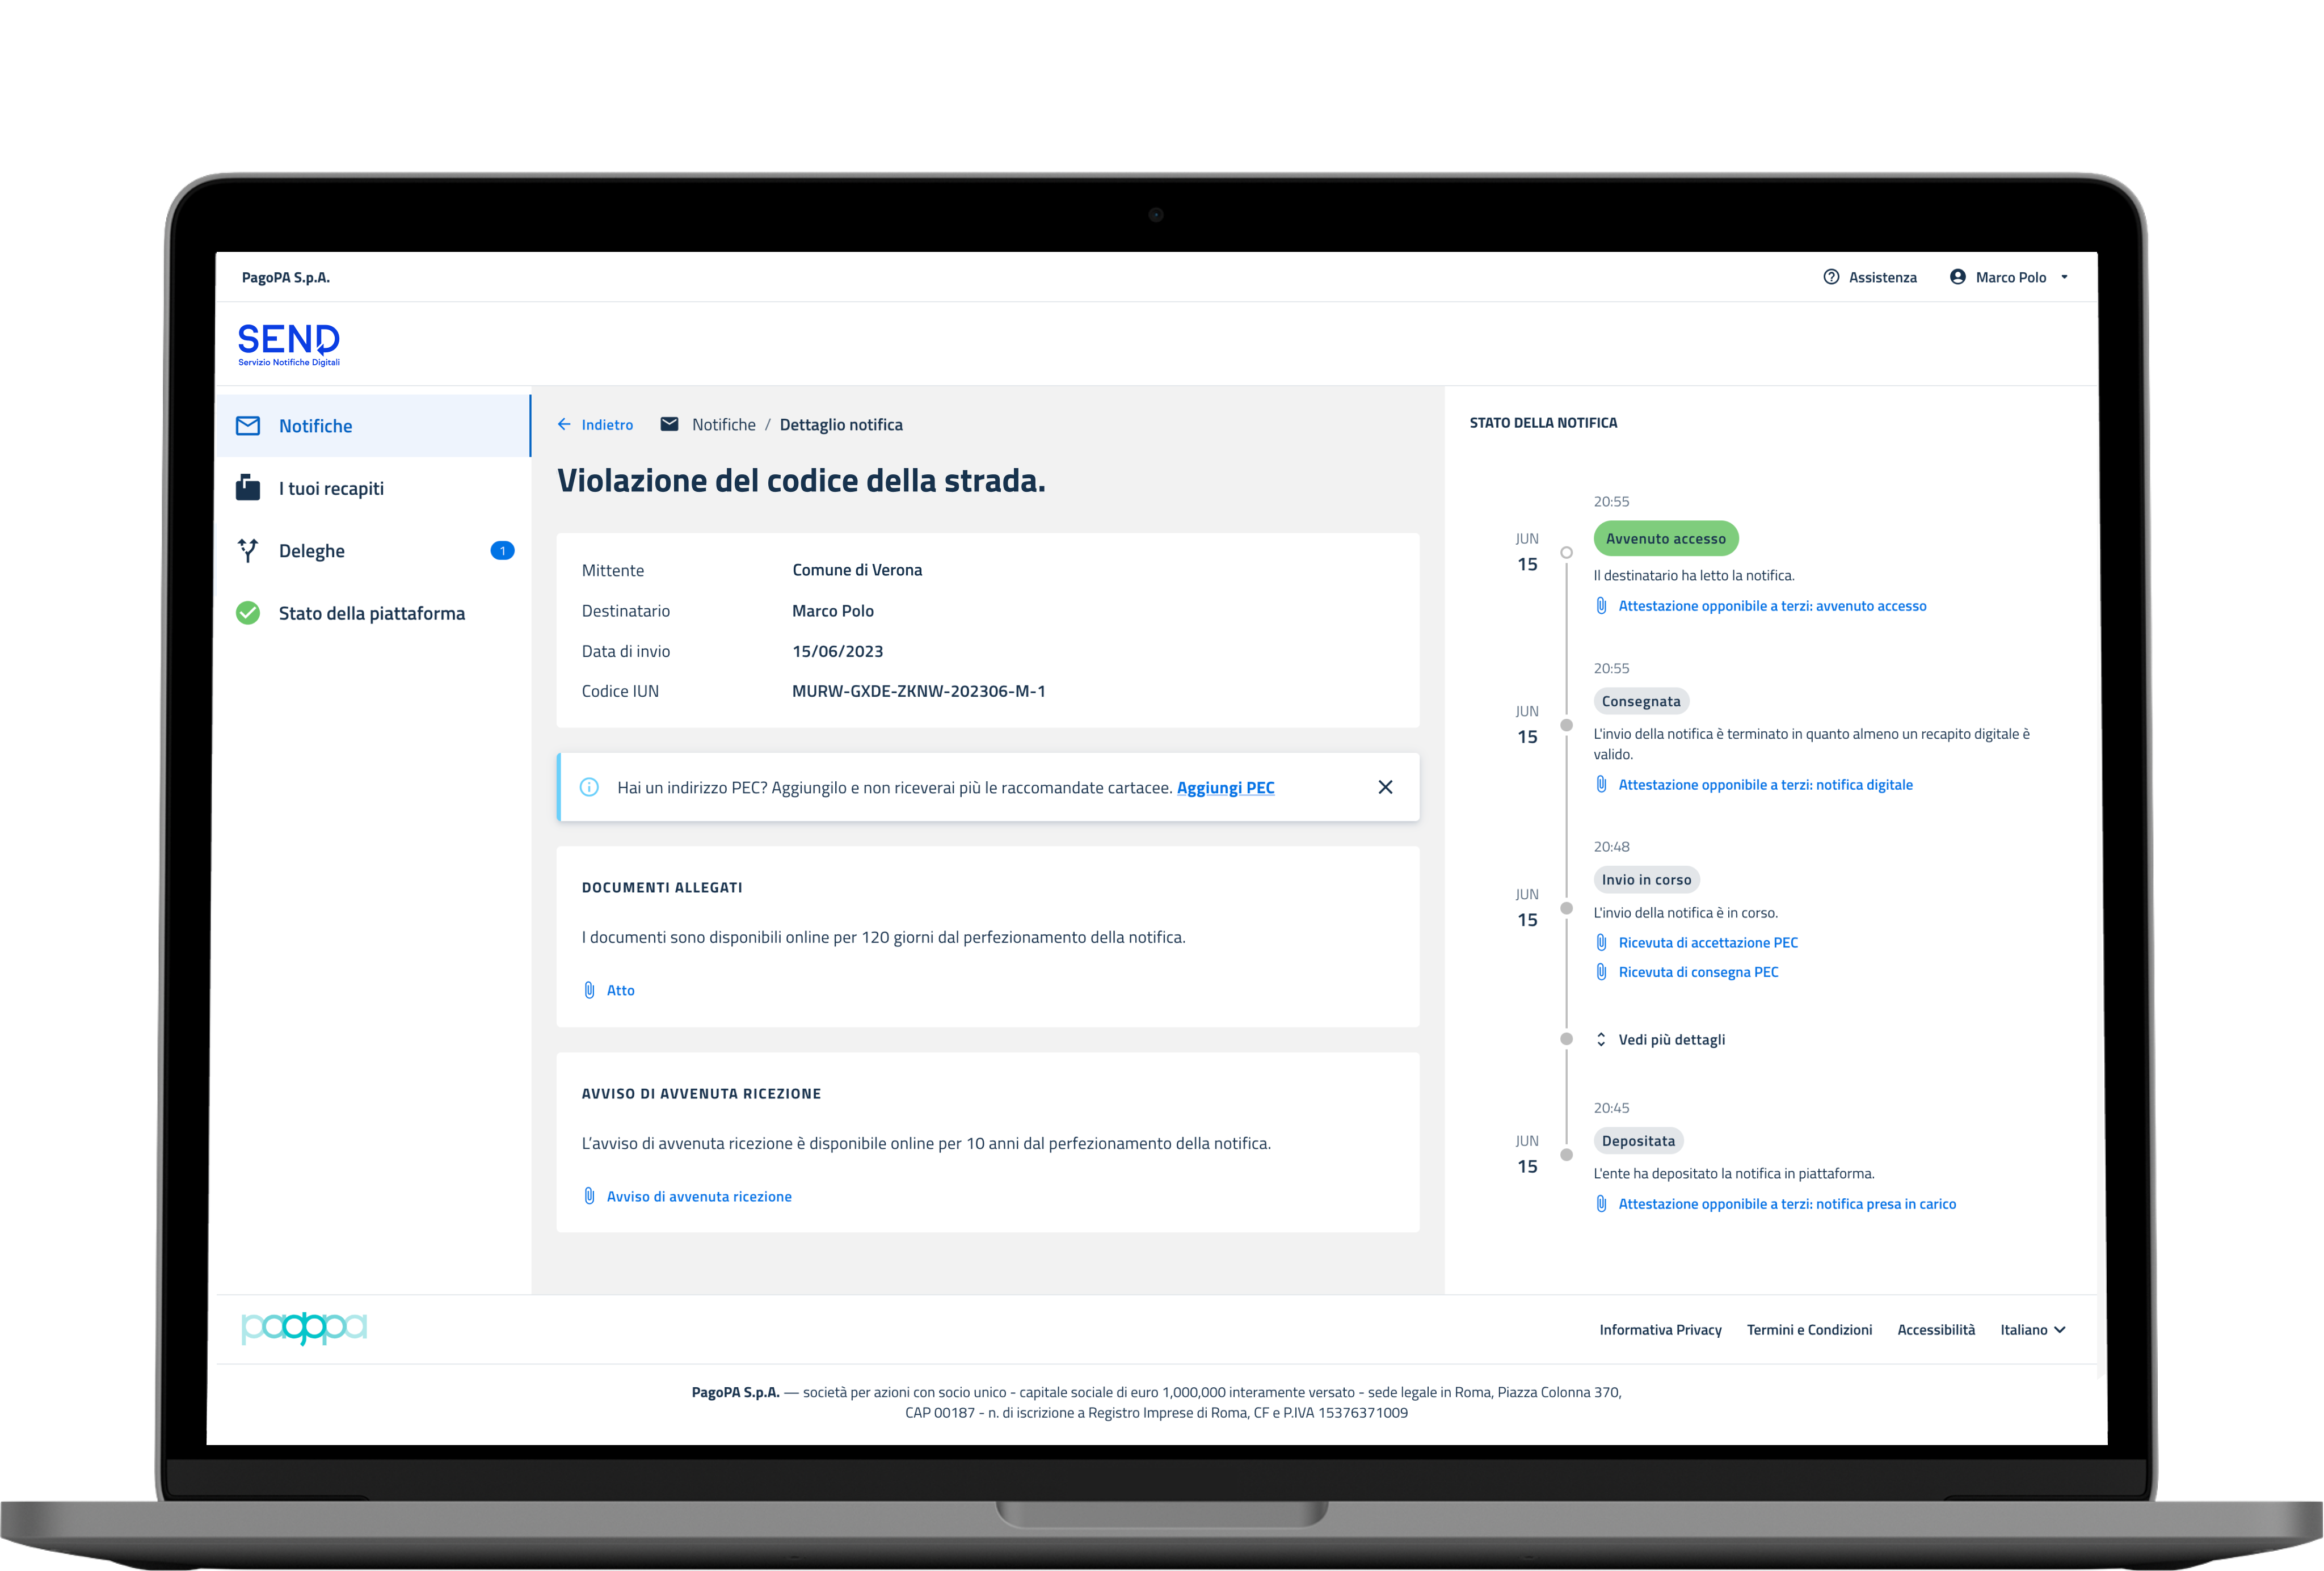 PagoPA S.p.A.
Assistenza
Marco Polo
SEND
Servizio Notifiche Digitali
Notifiche
I tuoi recapiti
Deleghe
1
Stato della piattaforma
Indietro
Notifiche / Dettaglio notifica
Violazione del codice della strada.
Mittente Comune di Verona
Destinatario Marco Polo
Data di invio 15/06/2023
Codice IUN MURW-GXDE-ZKNW-202306-M-1
Hai un indirizzo PEC? Aggiungilo e non riceverai più le raccomandate cartacee. Aggiungi PEC
DOCUMENTI ALLEGATI
I documenti sono disponibili online per 120 giorni dal perfezionamento della notifica.
Atto
AVVISO DI AVVENUTA RICEZIONE
L’avviso di avvenuta ricezione è disponibile online per 10 anni dal perfezionamento della notifica.
Avviso di avvenuta ricezione
STATO DELLA NOTIFICA
20:55
JUN
15
Avvenuto accesso
Il destinatario ha letto la notifica.
Attestazione opponibile a terzi: avvenuto accesso
20:55
JUN
15
Consegnata
L'invio della notifica è terminato in quanto almeno un recapito digitale è
valido.
Attestazione opponibile a terzi: notifica digitale
20:48
JUN
15
Invio in corso
L'invio della notifica è in corso.
Ricevuta di accettazione PEC
Ricevuta di consegna PEC
Vedi più dettagli
20:45
JUN
15
Depositata
L'ente ha depositato la notifica in piattaforma.
Attestazione opponibile a terzi: notifica presa in carico
pagopa
Informativa Privacy
Termini e Condizioni
Accessibilità
Italiano
PagoPA S.p.A. — società per azioni con socio unico - capitale sociale di euro 1,000,000 interamente versato - sede legale in Roma, Piazza Colonna 370,
CAP 00187 - n. di iscrizione a Registro Imprese di Roma, CF e P.IVA 15376371009